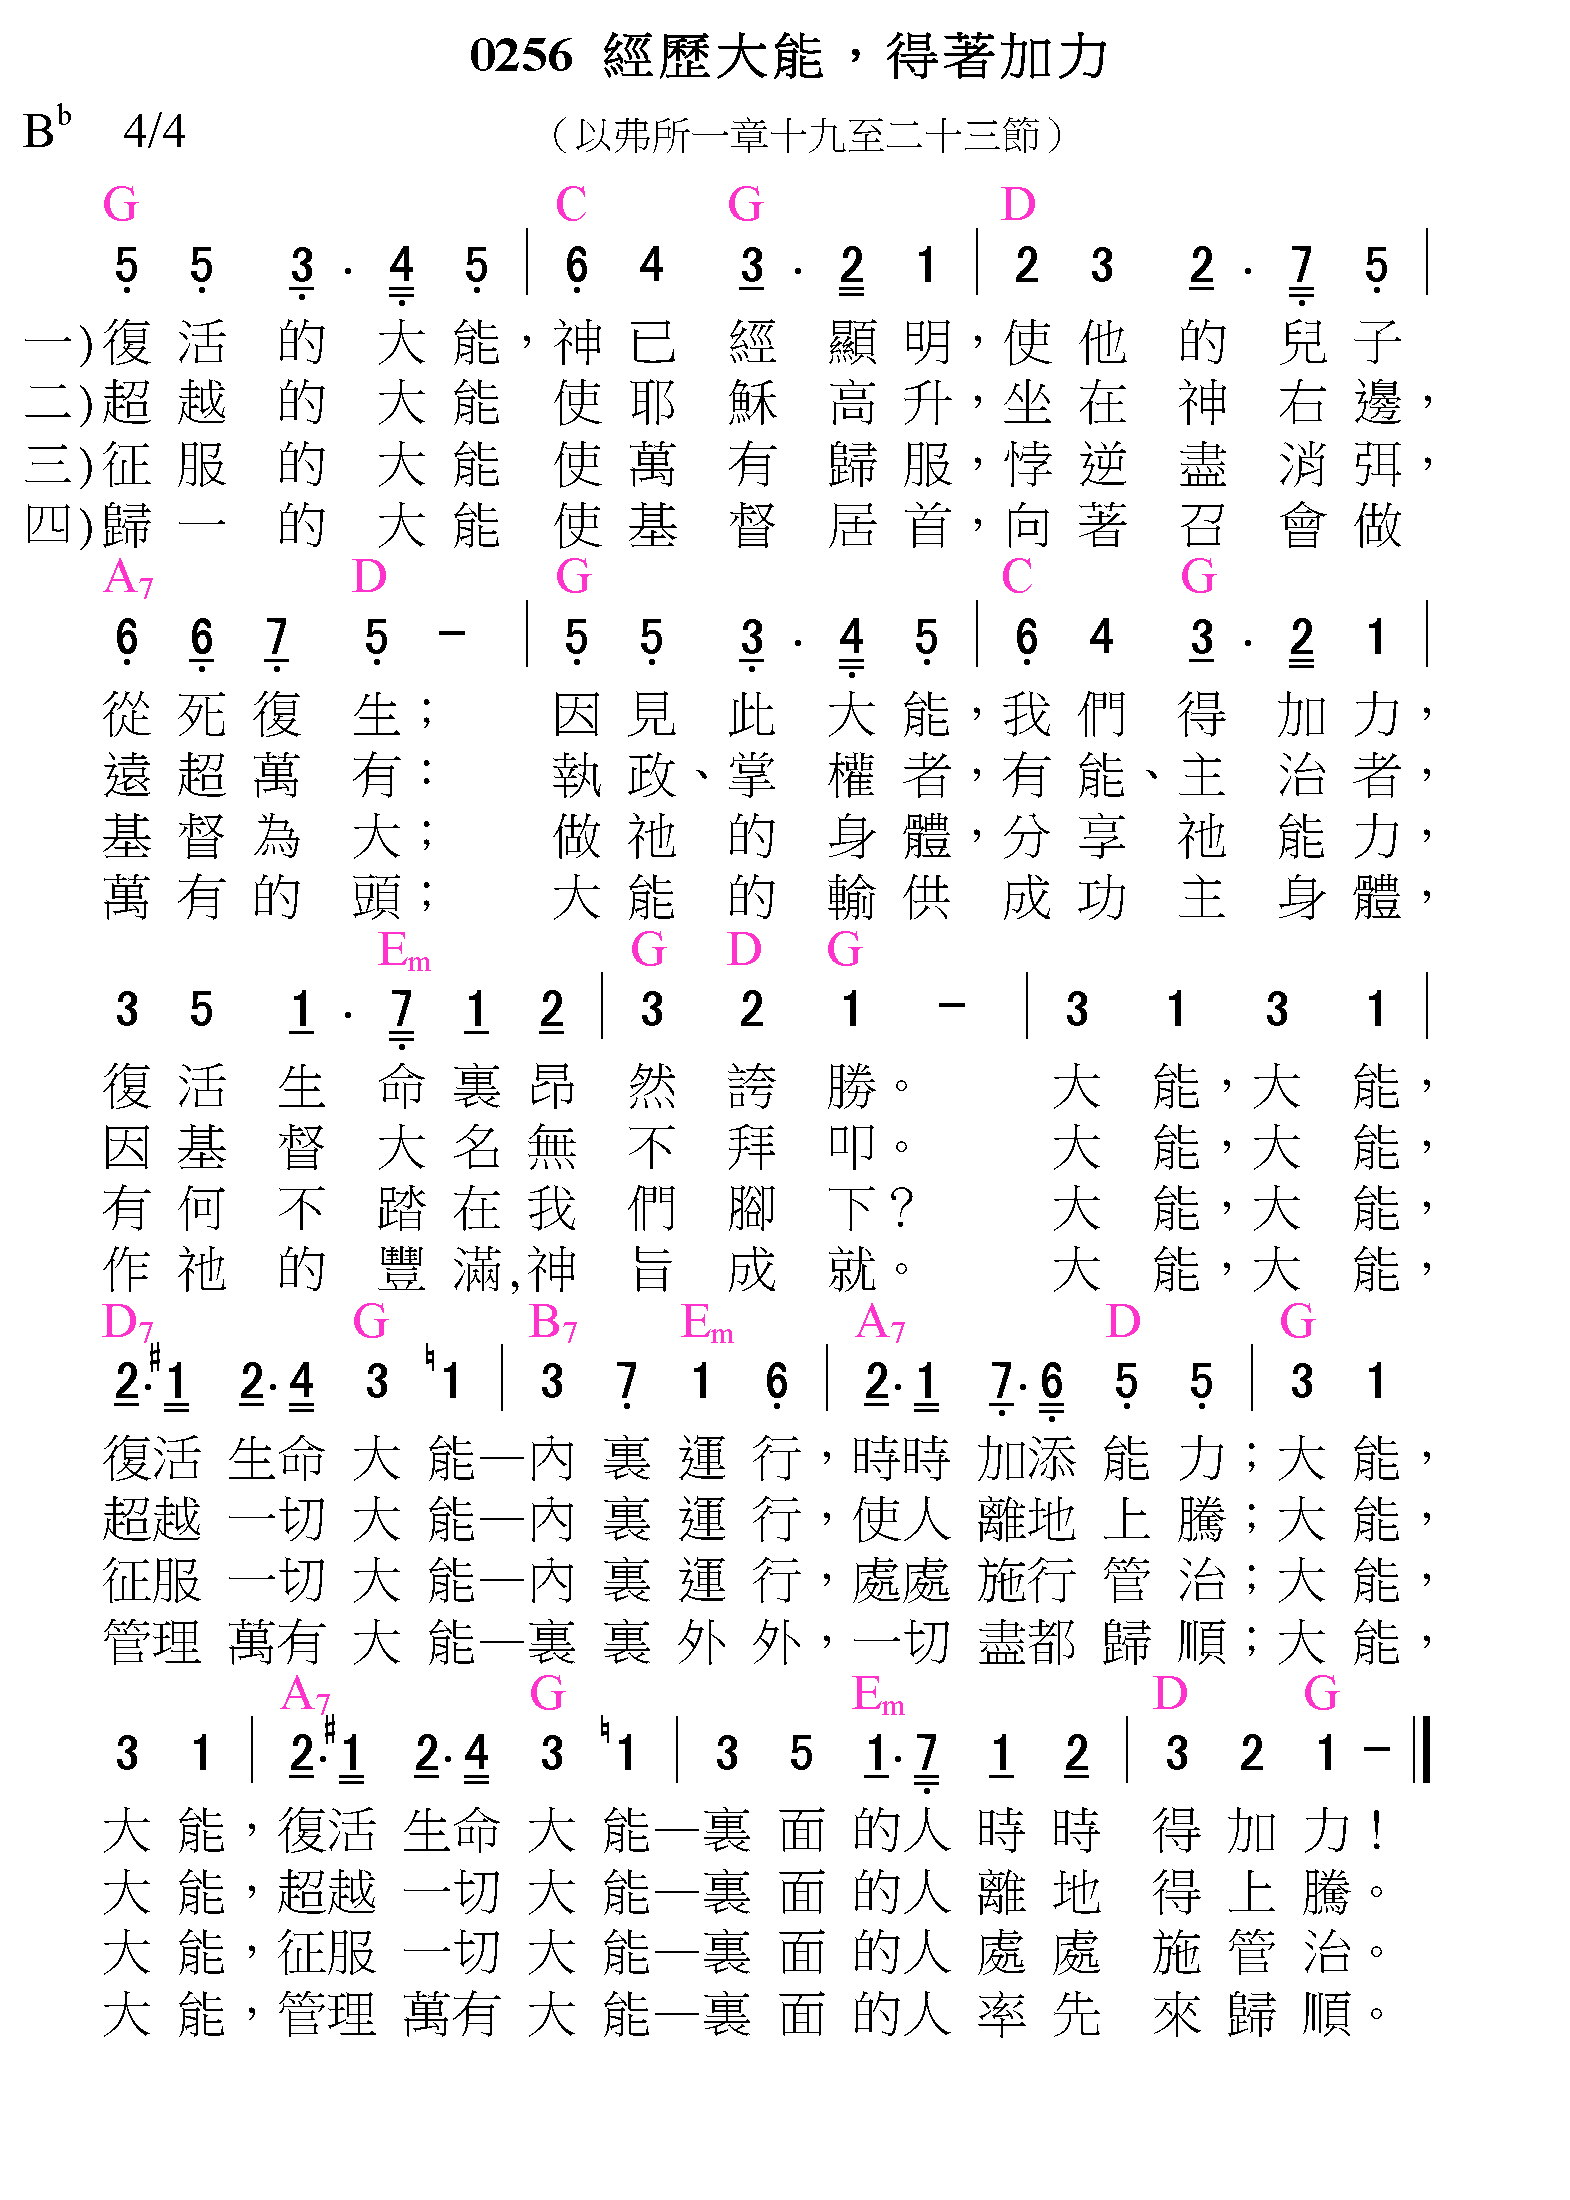 0256 經歷大能，得著加力
B♭ 4/4 （以弗所一章十九至二十三節）
G C G D
5̣ 5̣ 3̣ . 4̣ 5̣ | 6̣ 4 3 . 2 1 | 2 3 2 . 7̣ 5̣ |
一)復活的大能，神已經顯明，使他的兒子
二)超越的大能使耶穌高升，坐在神右邊，
三)征服的大能使萬有歸服，悖逆盡消弭，
四)歸一的大能使基督居首，向著召會做
A7 D G C G
6̣ 6̣ 7̣ 5̣ － | 5̣ 5̣ 3̣ . 4̣ 5̣ | 6̣ 4 3 . 2 1 |
從死復生； 因見此大能，我們得加力，
遠超萬有： 執政、掌權者，有能、主治者，
基督為大； 做祂的身體，分享祂能力，
萬有的頭； 大能的輸供成功主身體，
Em G D G
3 5 1 . 7̣ 1 2 | 3 2 1 － | 3 1 3 1 |
復活生命裏昂然誇勝。 大能，大能，
因基督大名無不拜叩。 大能，大能，
有何不踏在我們腳下？ 大能，大能，
作祂的豐滿,神旨成就。 大能，大能，
D7 G B7 Em A7 D G
2. ♯1 2. 4 3 ♮1 | 3 7̣ 1 6̣ | 2. 1 7̣. 6̣ 5̣ 5̣ | 3 1
復活生命大能—內裏運行，時時加添能力；大能，
超越一切大能—內裏運行，使人離地上騰；大能，
征服一切大能—內裏運行，處處施行管治；大能，
管理萬有大能—裏裏外外，一切盡都歸順；大能，
A7 G Em D G
3 1 | 2. ♯1 2. 4 3 ♮1 | 3 5 1. 7̣ 1 2 | 3 2 1 － ‖
大能，復活生命大能—裏面的人時時得加力！
大能，超越一切大能—裏面的人離地得上騰。
大能，征服一切大能—裏面的人處處施管治。
大能，管理萬有大能—裏面的人率先來歸順。